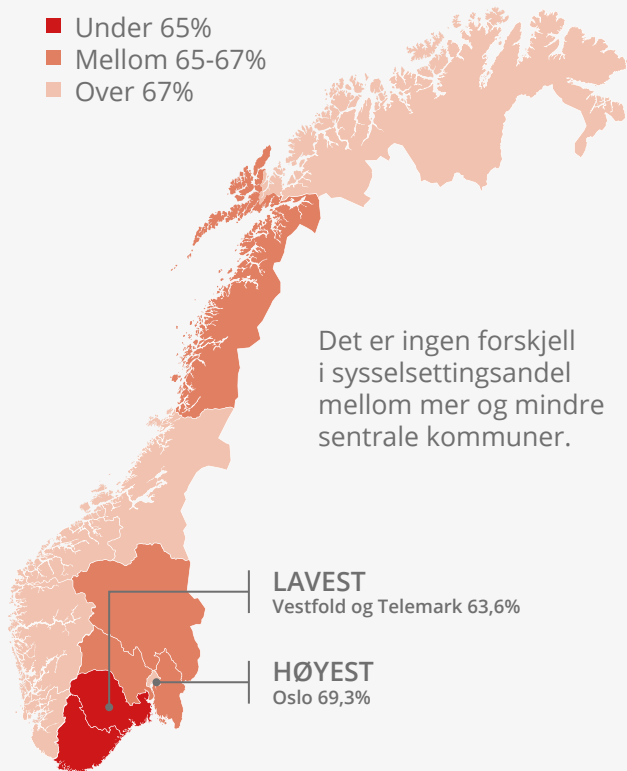 Under 65%
Mellom 65-67%
Over 67%
Det er ingen forskjell
i sysselsettingsandel
mellom mer og mindre
sentrale kommuner.
LAVEST
Vestfold og Telemark 63,6%
HØYEST
Oslo 69,3%